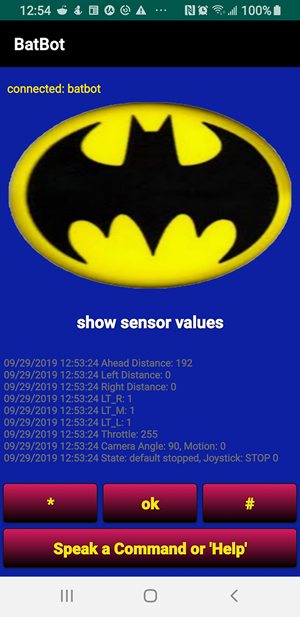 12:54 ... 100%
BatBot
connected: batbot
show sensor values
09/29/2019 12:53:24 Ahead Distance: 192
09/29/2019 12:53:24 Left Distance: 0
09/29/2019 12:53:24 Right Distance: 0
09/29/2019 12:53:24 LT_R: 1
09/29/2019 12:53:24 LT_M: 1
09/29/2019 12:53:24 LT_L: 1
09/29/2019 12:53:24 Throttle: 255
09/29/2019 12:53:24 Camera Angle: 90, Motion: 0
09/29/2019 12:53:24 State: default stopped, Joystick: STOP 0
* ok #
Speak a Command or 'Help'